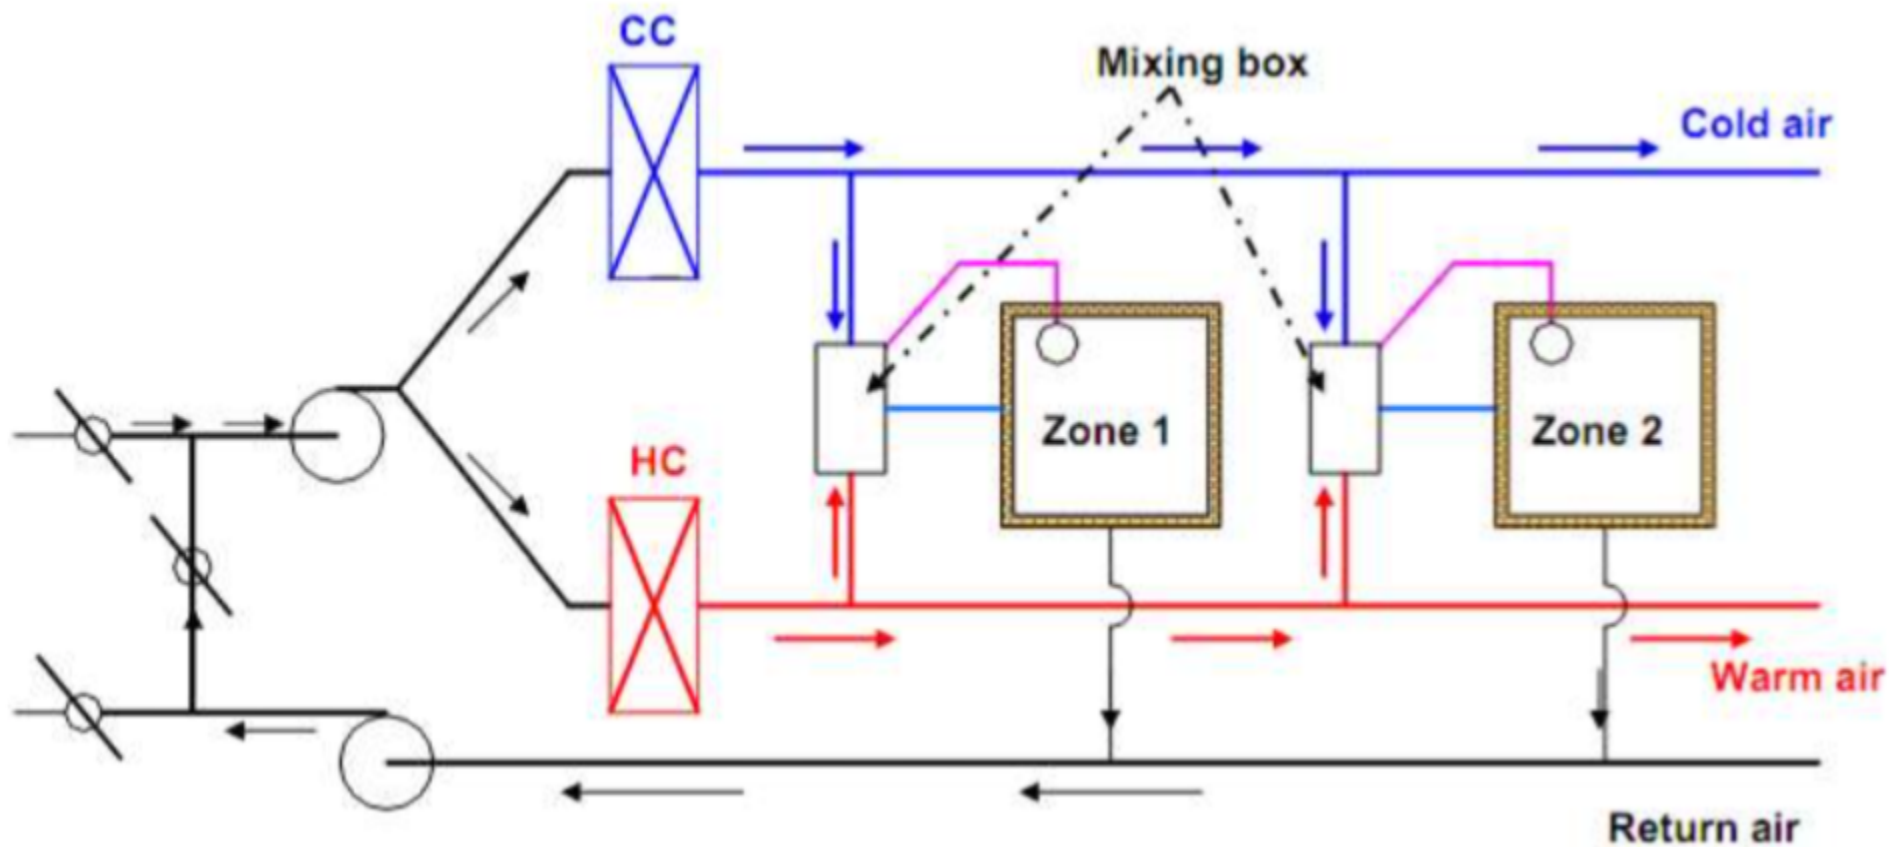 CC
Mixing box
Cold air
Zone 1
Zone 2
HC
Warm air
Return air